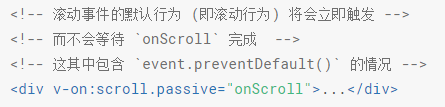 <!-- 滚动事件的默认行为 (即滚动行为) 将会立即触发 -->
<!-- 而不会等待 `onScroll` 完成  -->
<!-- 这其中包含 `event.preventDefault()` 的情况 -->
<div v-on:scroll.passive="onScroll">...</div>